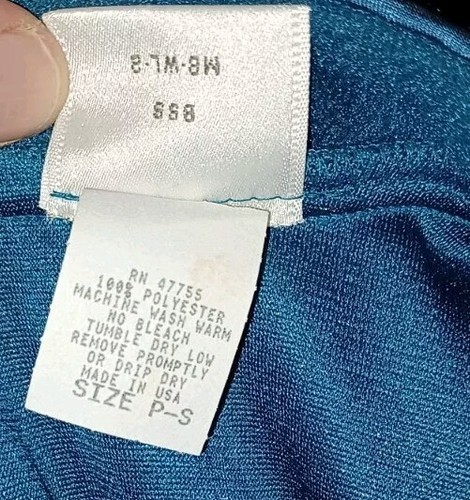 RN 47755
100% POLYESTER
MACHINE WASH WARM
NO BLEACH
TUMBLE DRY LOW
REMOVE PROMPTLY
OR DRIP DRY
MADE IN USA
SIZE P-S